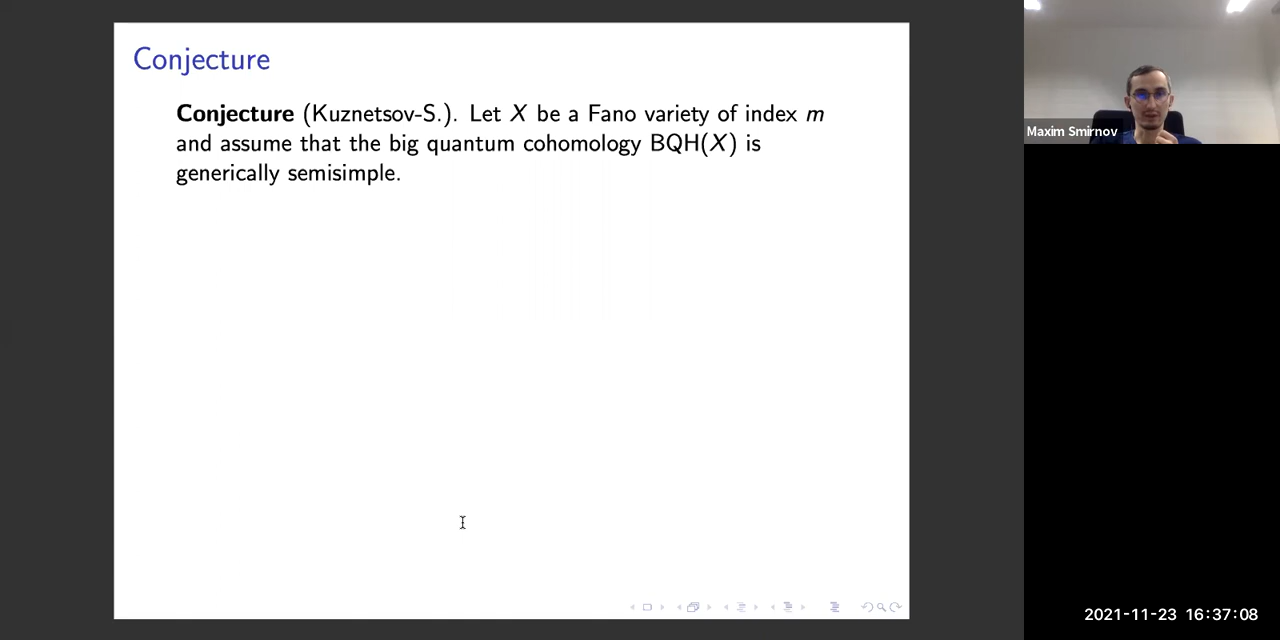 Conjecture
Conjecture (Kuznetsov-S.). Let X be a Fano variety of index m
and assume that the big quantum cohomology BQH(X) is
generically semisimple.
Maxim Smirnov
2021-11-23 16:37:08